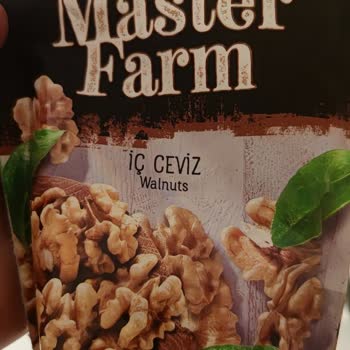 Master
Farm
İÇ CEVİZ
Walnuts